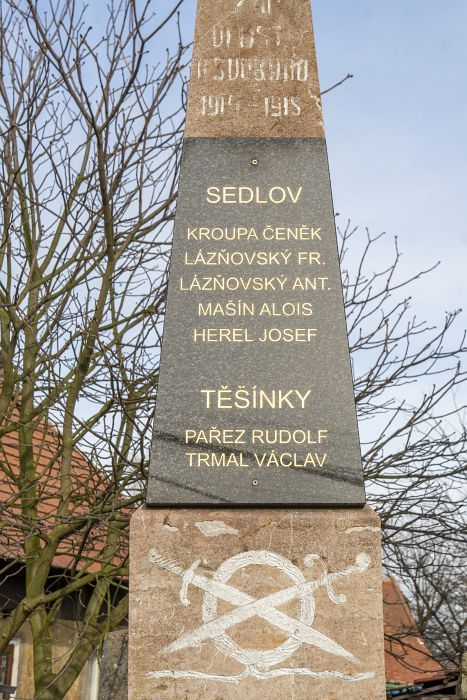 1914 - 1918
SEDLOV
KROUPA ČENĚK
LÁZŇOVSKÝ FR.
LÁZŇOVSKÝ ANT.
MAŠÍN ALOIS
HEREL JOSEF
TĚŠÍNKY
PAŘEZ RUDOLF
TRMAL VÁCLAV